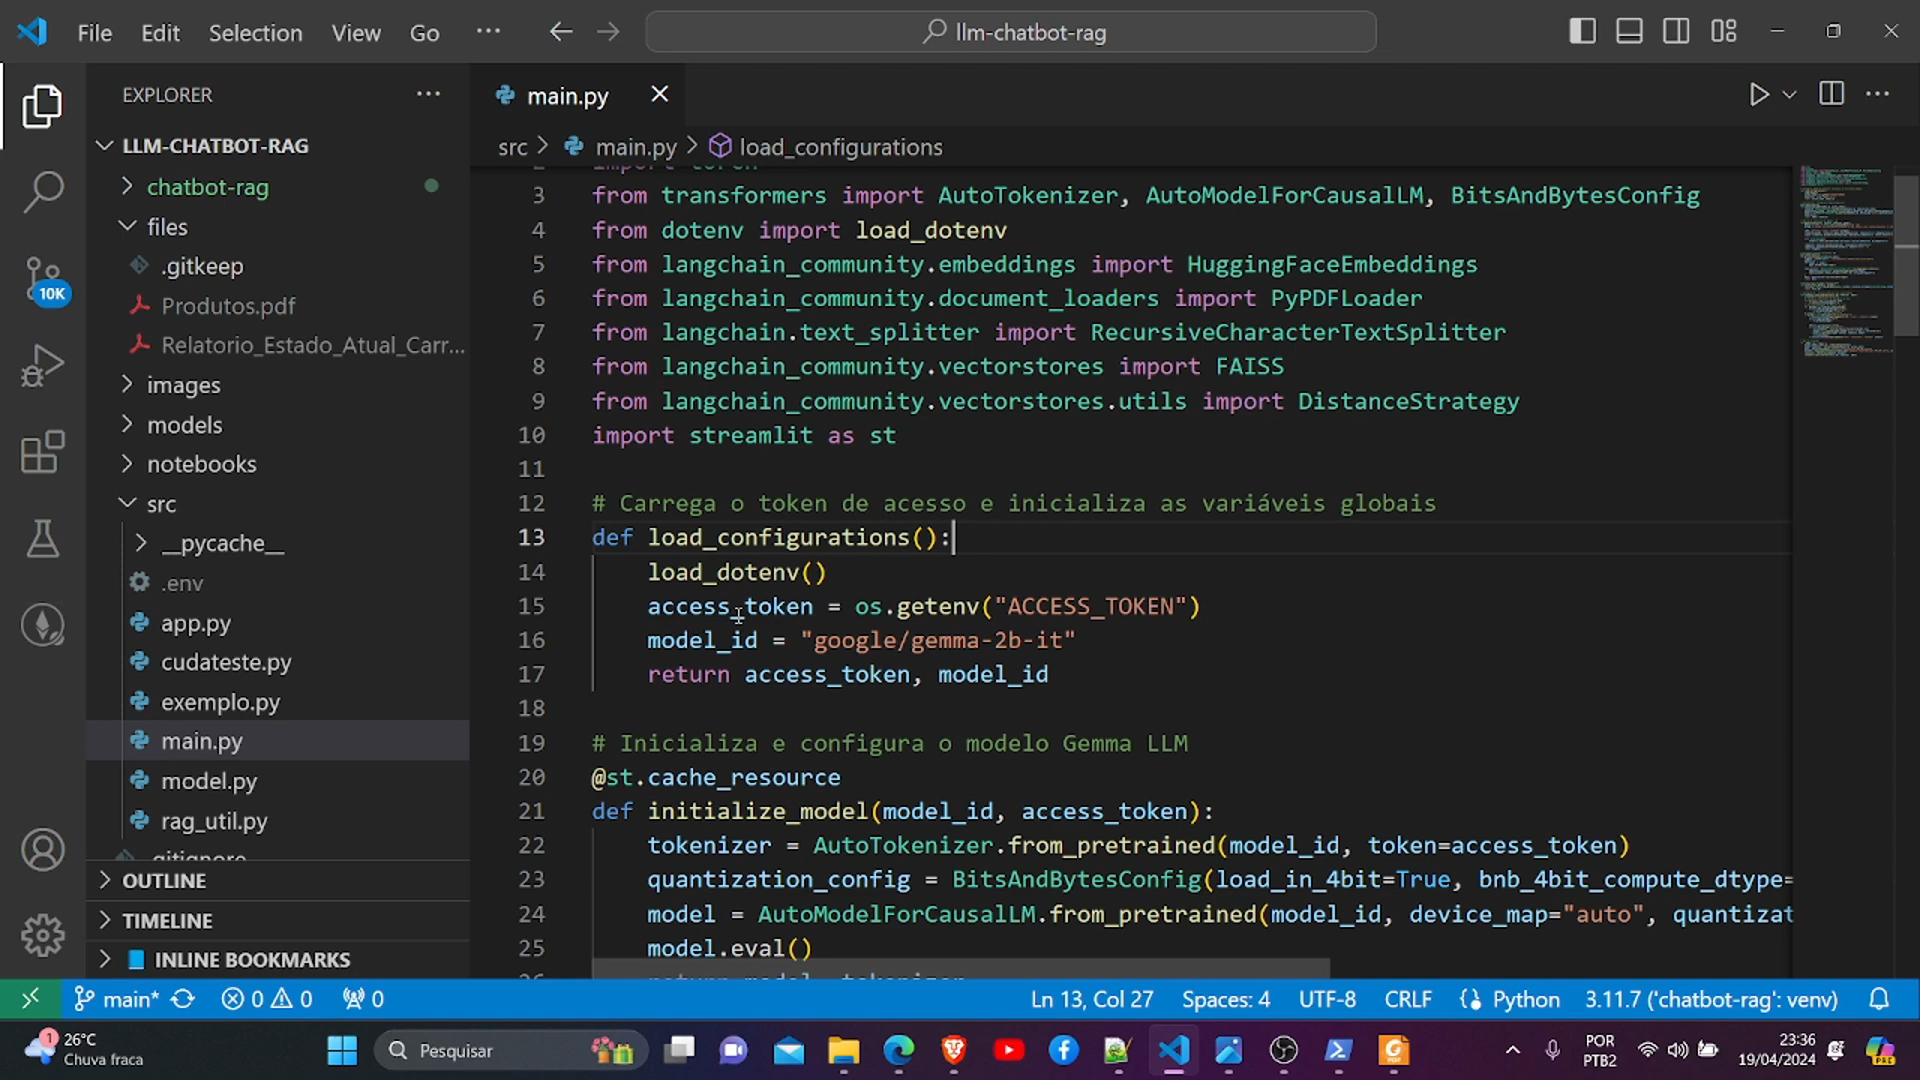 File Edit Selection View Go ··· llm-chatbot-rag
EXPLORER ···
main.py
LLM-CHATBOT-RAG
src > main.py > load_configurations
chatbot-rag
files
.gitkeep
Produtos.pdf
Relatorio_Estado_Atual_Carr...
images
models
notebooks
src
__pycache__
.env
app.py
cudateste.py
exemplo.py
main.py
model.py
rag_util.py
.gitignore
OUTLINE
TIMELINE
INLINE BOOKMARKS
10K
3 from transformers import AutoTokenizer, AutoModelForCausalLM, BitsAndBytesConfig
4 from dotenv import load_dotenv
5 from langchain_community.embeddings import HuggingFaceEmbeddings
6 from langchain_community.document_loaders import PyPDFLoader
7 from langchain.text_splitter import RecursiveCharacterTextSplitter
8 from langchain_community.vectorstores import FAISS
9 from langchain_community.vectorstores.utils import DistanceStrategy
10 import streamlit as st
11
12 # Carrega o token de acesso e inicializa as variáveis globais
13 def load_configurations():
14 load_dotenv()
15 access_token = os.getenv("ACCESS_TOKEN")
16 model_id = "google/gemma-2b-it"
17 return access_token, model_id
18
19 # Inicializa e configura o modelo Gemma LLM
20 @st.cache_resource
21 def initialize_model(model_id, access_token):
22 tokenizer = AutoTokenizer.from_pretrained(model_id, token=access_token)
23 quantization_config = BitsAndBytesConfig(load_in_4bit=True, bnb_4bit_compute_dtype=
24 model = AutoModelForCausalLM.from_pretrained(model_id, device_map="auto", quantizat
25 model.eval()
main* 0 0 0 Ln 13, Col 27 Spaces: 4 UTF-8 CRLF Python 3.11.7 ('chatbot-rag': venv)
1 26°C
Chuva fraca
Pesquisar
POR
PTB2
23:36
19/04/2024